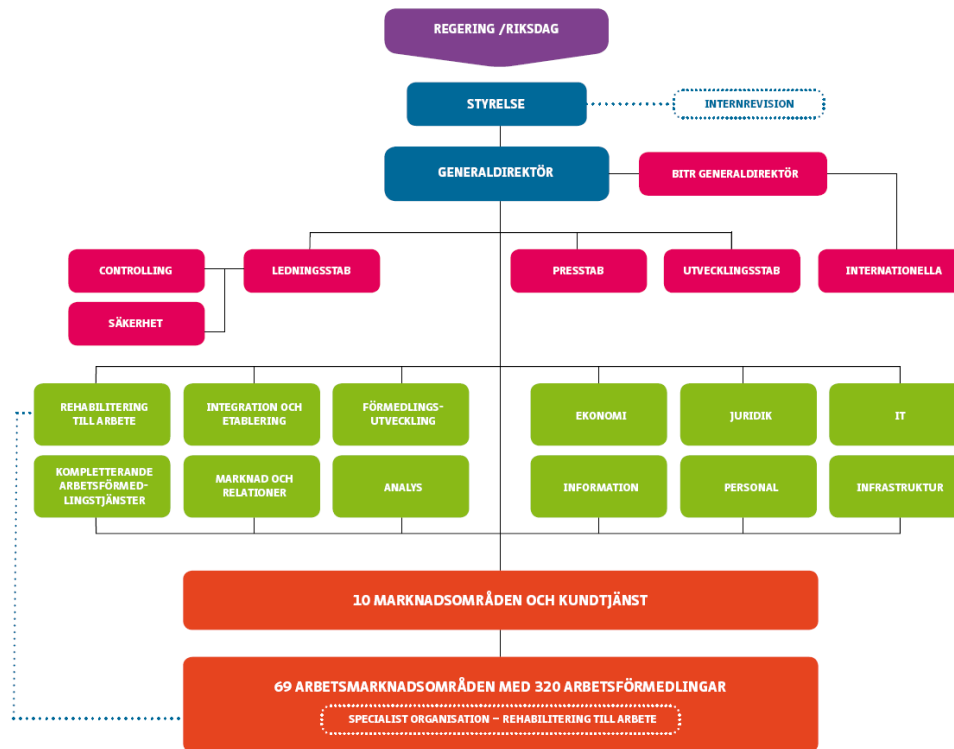 REGERING /RIKSDAG
STYRELSE
INTERNREVISION
GENERALDIREKTÖR
BITR GENERALDIREKTÖR
CONTROLLING
LEDNINGSSTAB
PRESSTAB
UTVECKLINGSSTAB
INTERNATIONELLA
SÄKERHET
REHABILITERING
TILL ARBETE
INTEGRATION OCH
ETABLERING
FÖRMEDLINGS-
UTVECKLING
EKONOMI
JURIDIK
IT
KOMPLETTERANDE
ARBETSFÖRMED-
LINGSTJÄNSTER
MARKNAD OCH
RELATIONER
ANALYS
INFORMATION
PERSONAL
INFRASTRUKTUR
10 MARKNADSOMRÅDEN OCH KUNDTJÄNST
69 ARBETSMARKNADSOMRÅDEN MED 320 ARBETSFÖRMEDLINGAR
SPECIALIST ORGANISATION – REHABILITERING TILL ARBETE